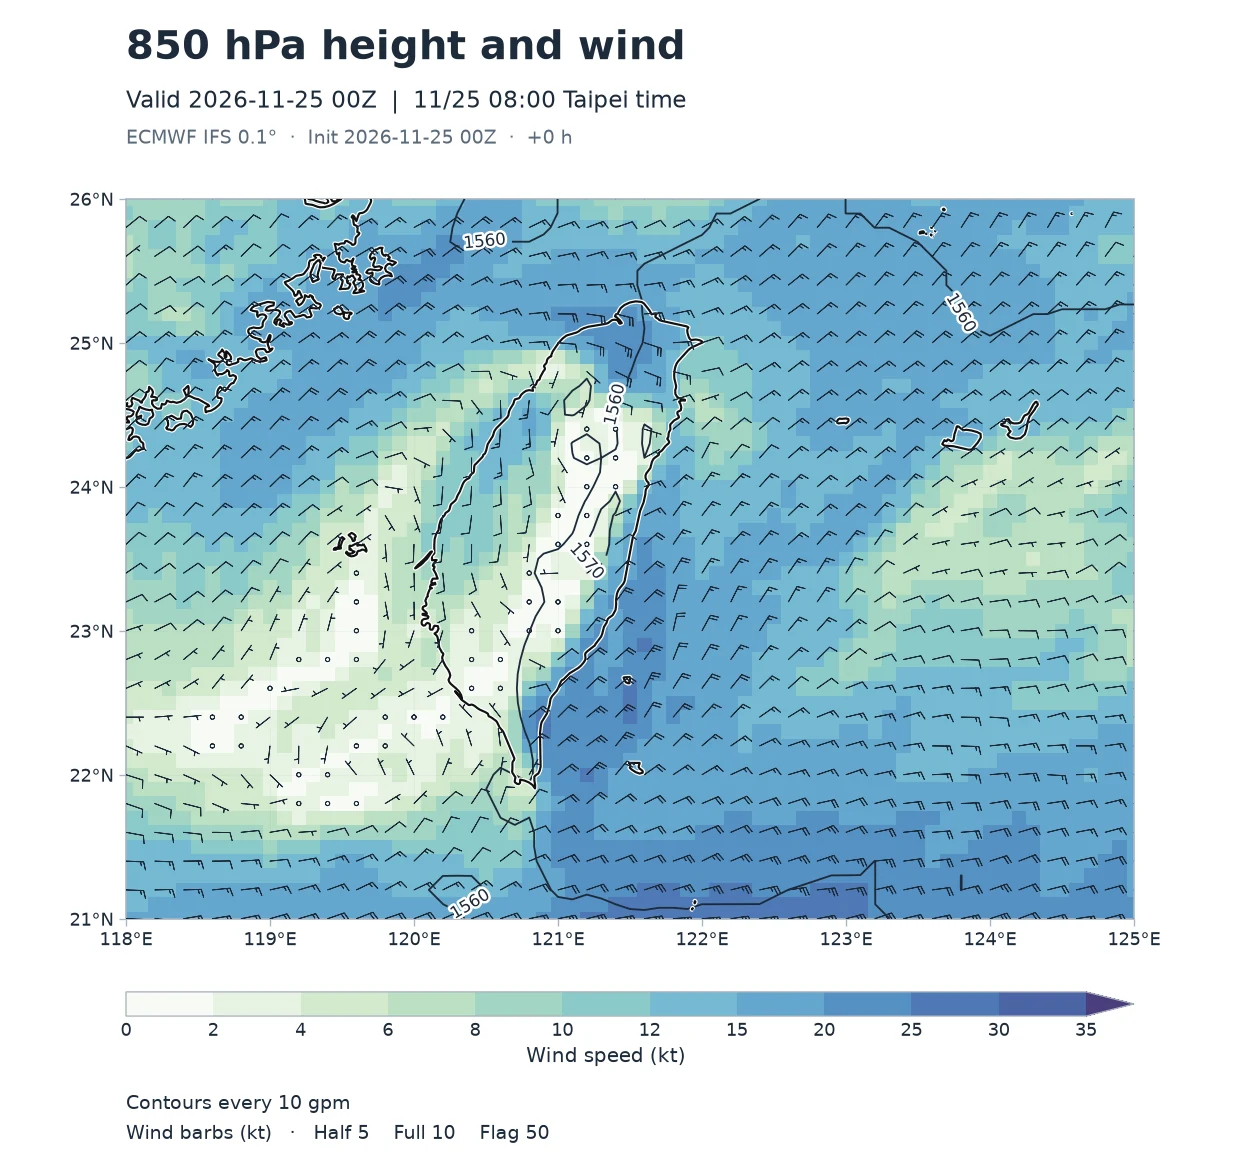 850 hPa height and wind
Valid 2026-11-25 00Z | 11/25 08:00 Taipei time
ECMWF IFS 0.1° · Init 2026-11-25 00Z · +0 h
26°N
1560
1560
25°N
1560
24°N
1570
23°N
22°N
1560
21°N
118°E 119°E 120°E 121°E 122°E 123°E 124°E 125°E
0 2 4 6 8 10 12 15 20 25 30 35
Wind speed (kt)
Contours every 10 gpm
Wind barbs (kt) · Half 5 Full 10 Flag 50